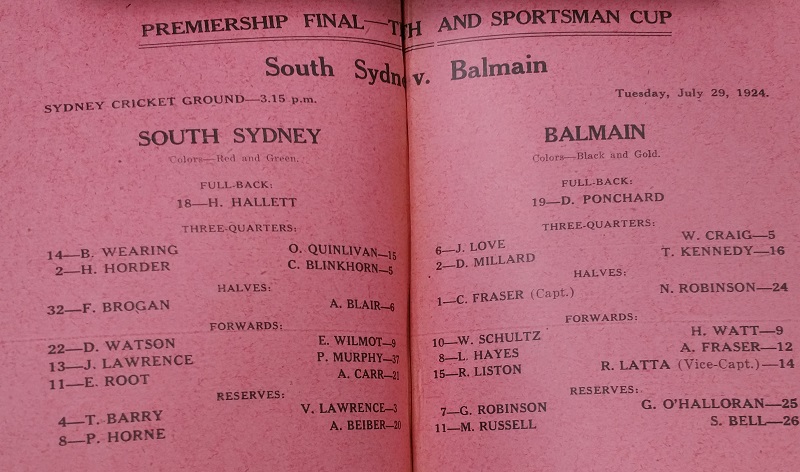 PREMIERSHIP FINAL—T H AND SPORTSMAN CUP
South Sydne v. Balmain
SYDNEY CRICKET GROUND—3.15 p.m.
Tuesday, July 29, 1924.
SOUTH SYDNEY
Colors—Red and Green.
FULL-BACK:
18—H. HALLETT
THREE-QUARTERS:
14—B. WEARING O. QUINLIVAN—15
2—H. HORDER C. BLINKHORN—5
HALVES:
32—F. BROGAN A. BLAIR—6
FORWARDS:
22—D. WATSON E. WILMOT—9
13—J. LAWRENCE P. MURPHY—37
11—E. ROOT A. CARR—21
RESERVES:
4—T. BARRY V. LAWRENCE—3
8—P. HORNE A. BEIBER—20
BALMAIN
Colors—Black and Gold.
FULL-BACK:
19—D. PONCHARD
THREE-QUARTERS:
6—J. LOVE W. CRAIG—5
2—D. MILLARD T. KENNEDY—16
HALVES:
1—C. FRASER (Capt.) N. ROBINSON—24
FORWARDS:
10—W. SCHULTZ H. WATT—9
8—L. HAYES A. FRASER—12
15—R. LISTON R. LATTA (Vice-Capt.)—14
RESERVES:
7—G. ROBINSON G. O'HALLORAN—25
11—M. RUSSELL S. BELL—26